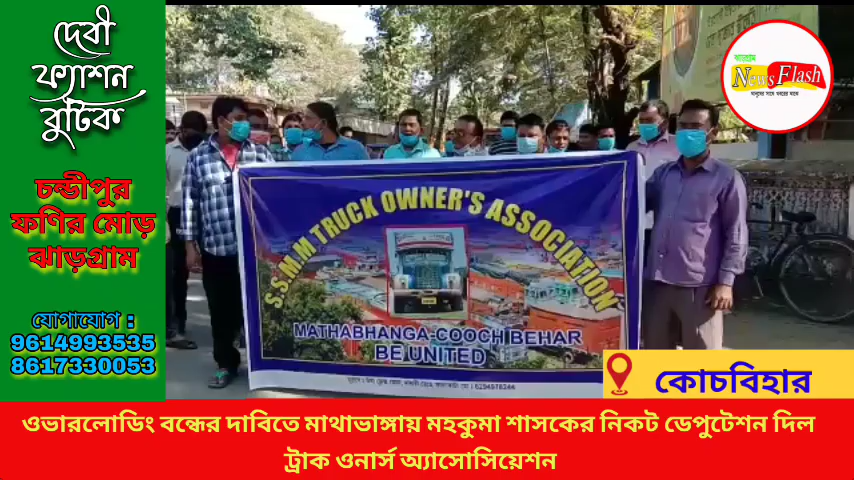 দেবী
ফ্যাশন
বুটিক
চন্ডীপুর
ফণির মোড়
ঝাড়গ্রাম
যোগাযোগ :
9614993535
8617330053
News Flash
মানুষের সাথে খবরের মাঝে
S.S.M.M TRUCK OWNER'S ASSOCIATION
MATHABHANGA-COOCH BEHAR
BE UNITED
কোচবিহার
ওভারলোডিং বন্ধের দাবিতে মাথাভাঙ্গায় মহকুমা শাসকের নিকট ডেপুটেশন দিল
ট্রাক ওনার্স অ্যাসোসিয়েশন